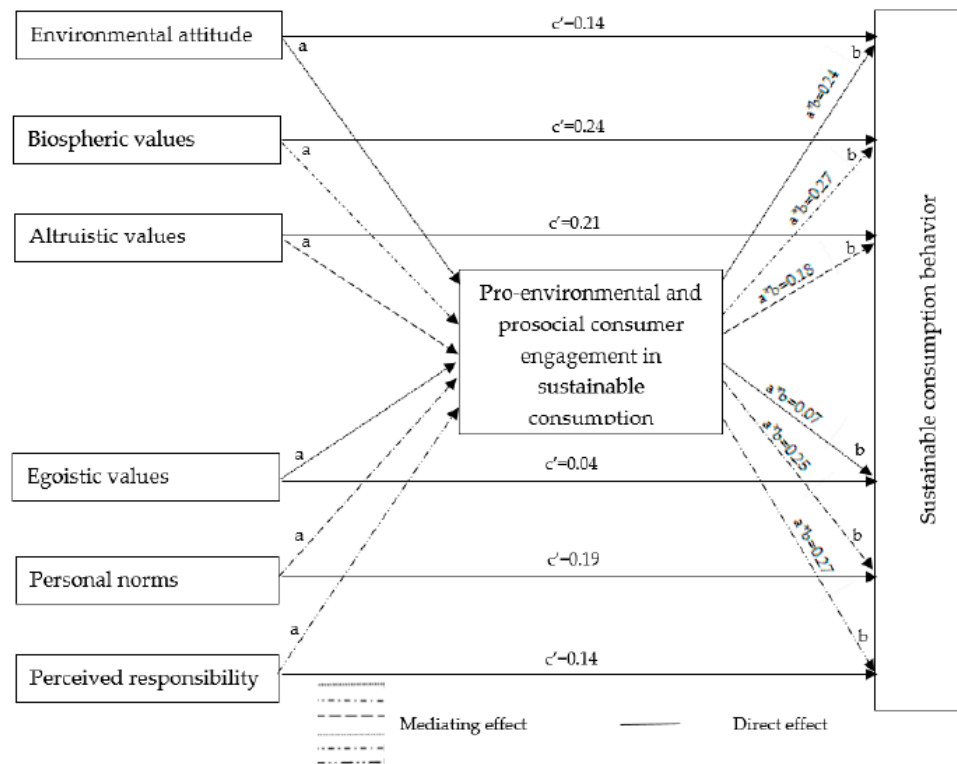 Environmental attitude
a
c'=0.14
b
a*b=0.24
Biospheric values
a
c'=0.24
b
a*b=0.27
Altruistic values
a
c'=0.21
b
a*b=0.18
Pro-environmental and
prosocial consumer
engagement in
sustainable
consumption
Sustainable consumption behavior
Egoistic values
a
c'=0.04
a*b=0.07
b
Personal norms
a
c'=0.19
a*b=0.25
b
Perceived responsibility
a
c'=0.14
a*b=0.27
b
Mediating effect
Direct effect